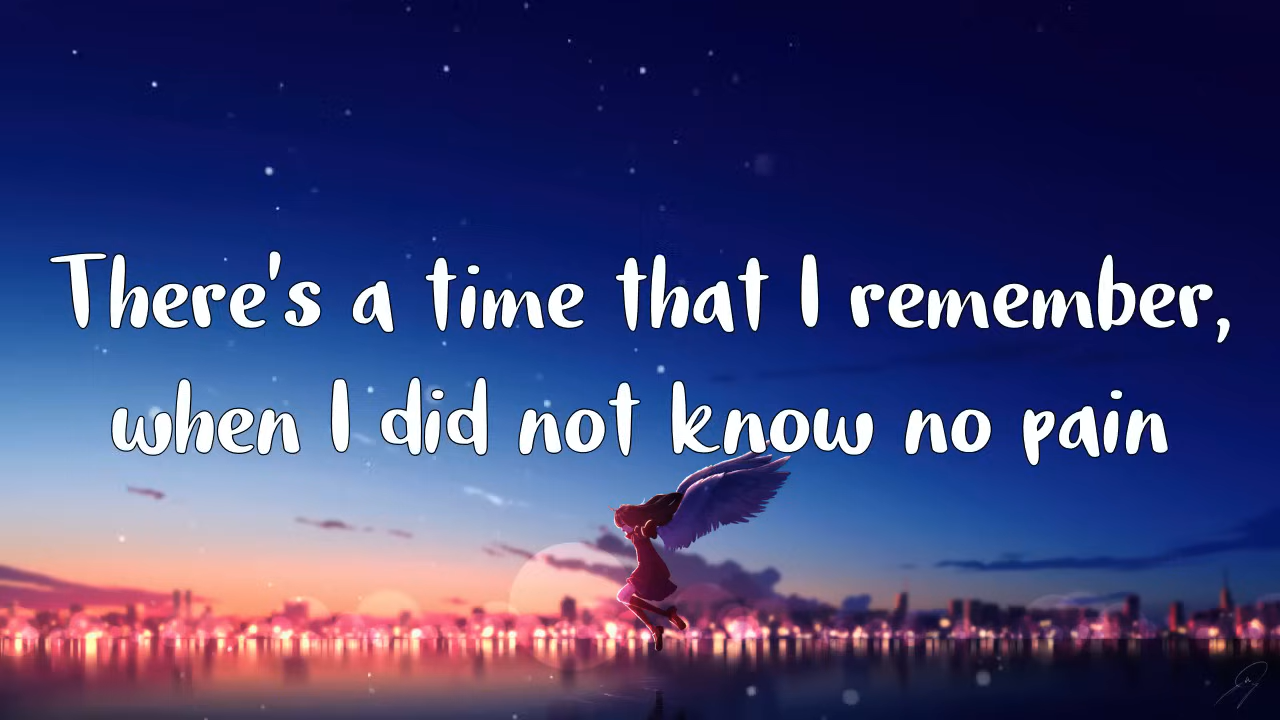 There's a time that I remember,
when I did not know no pain